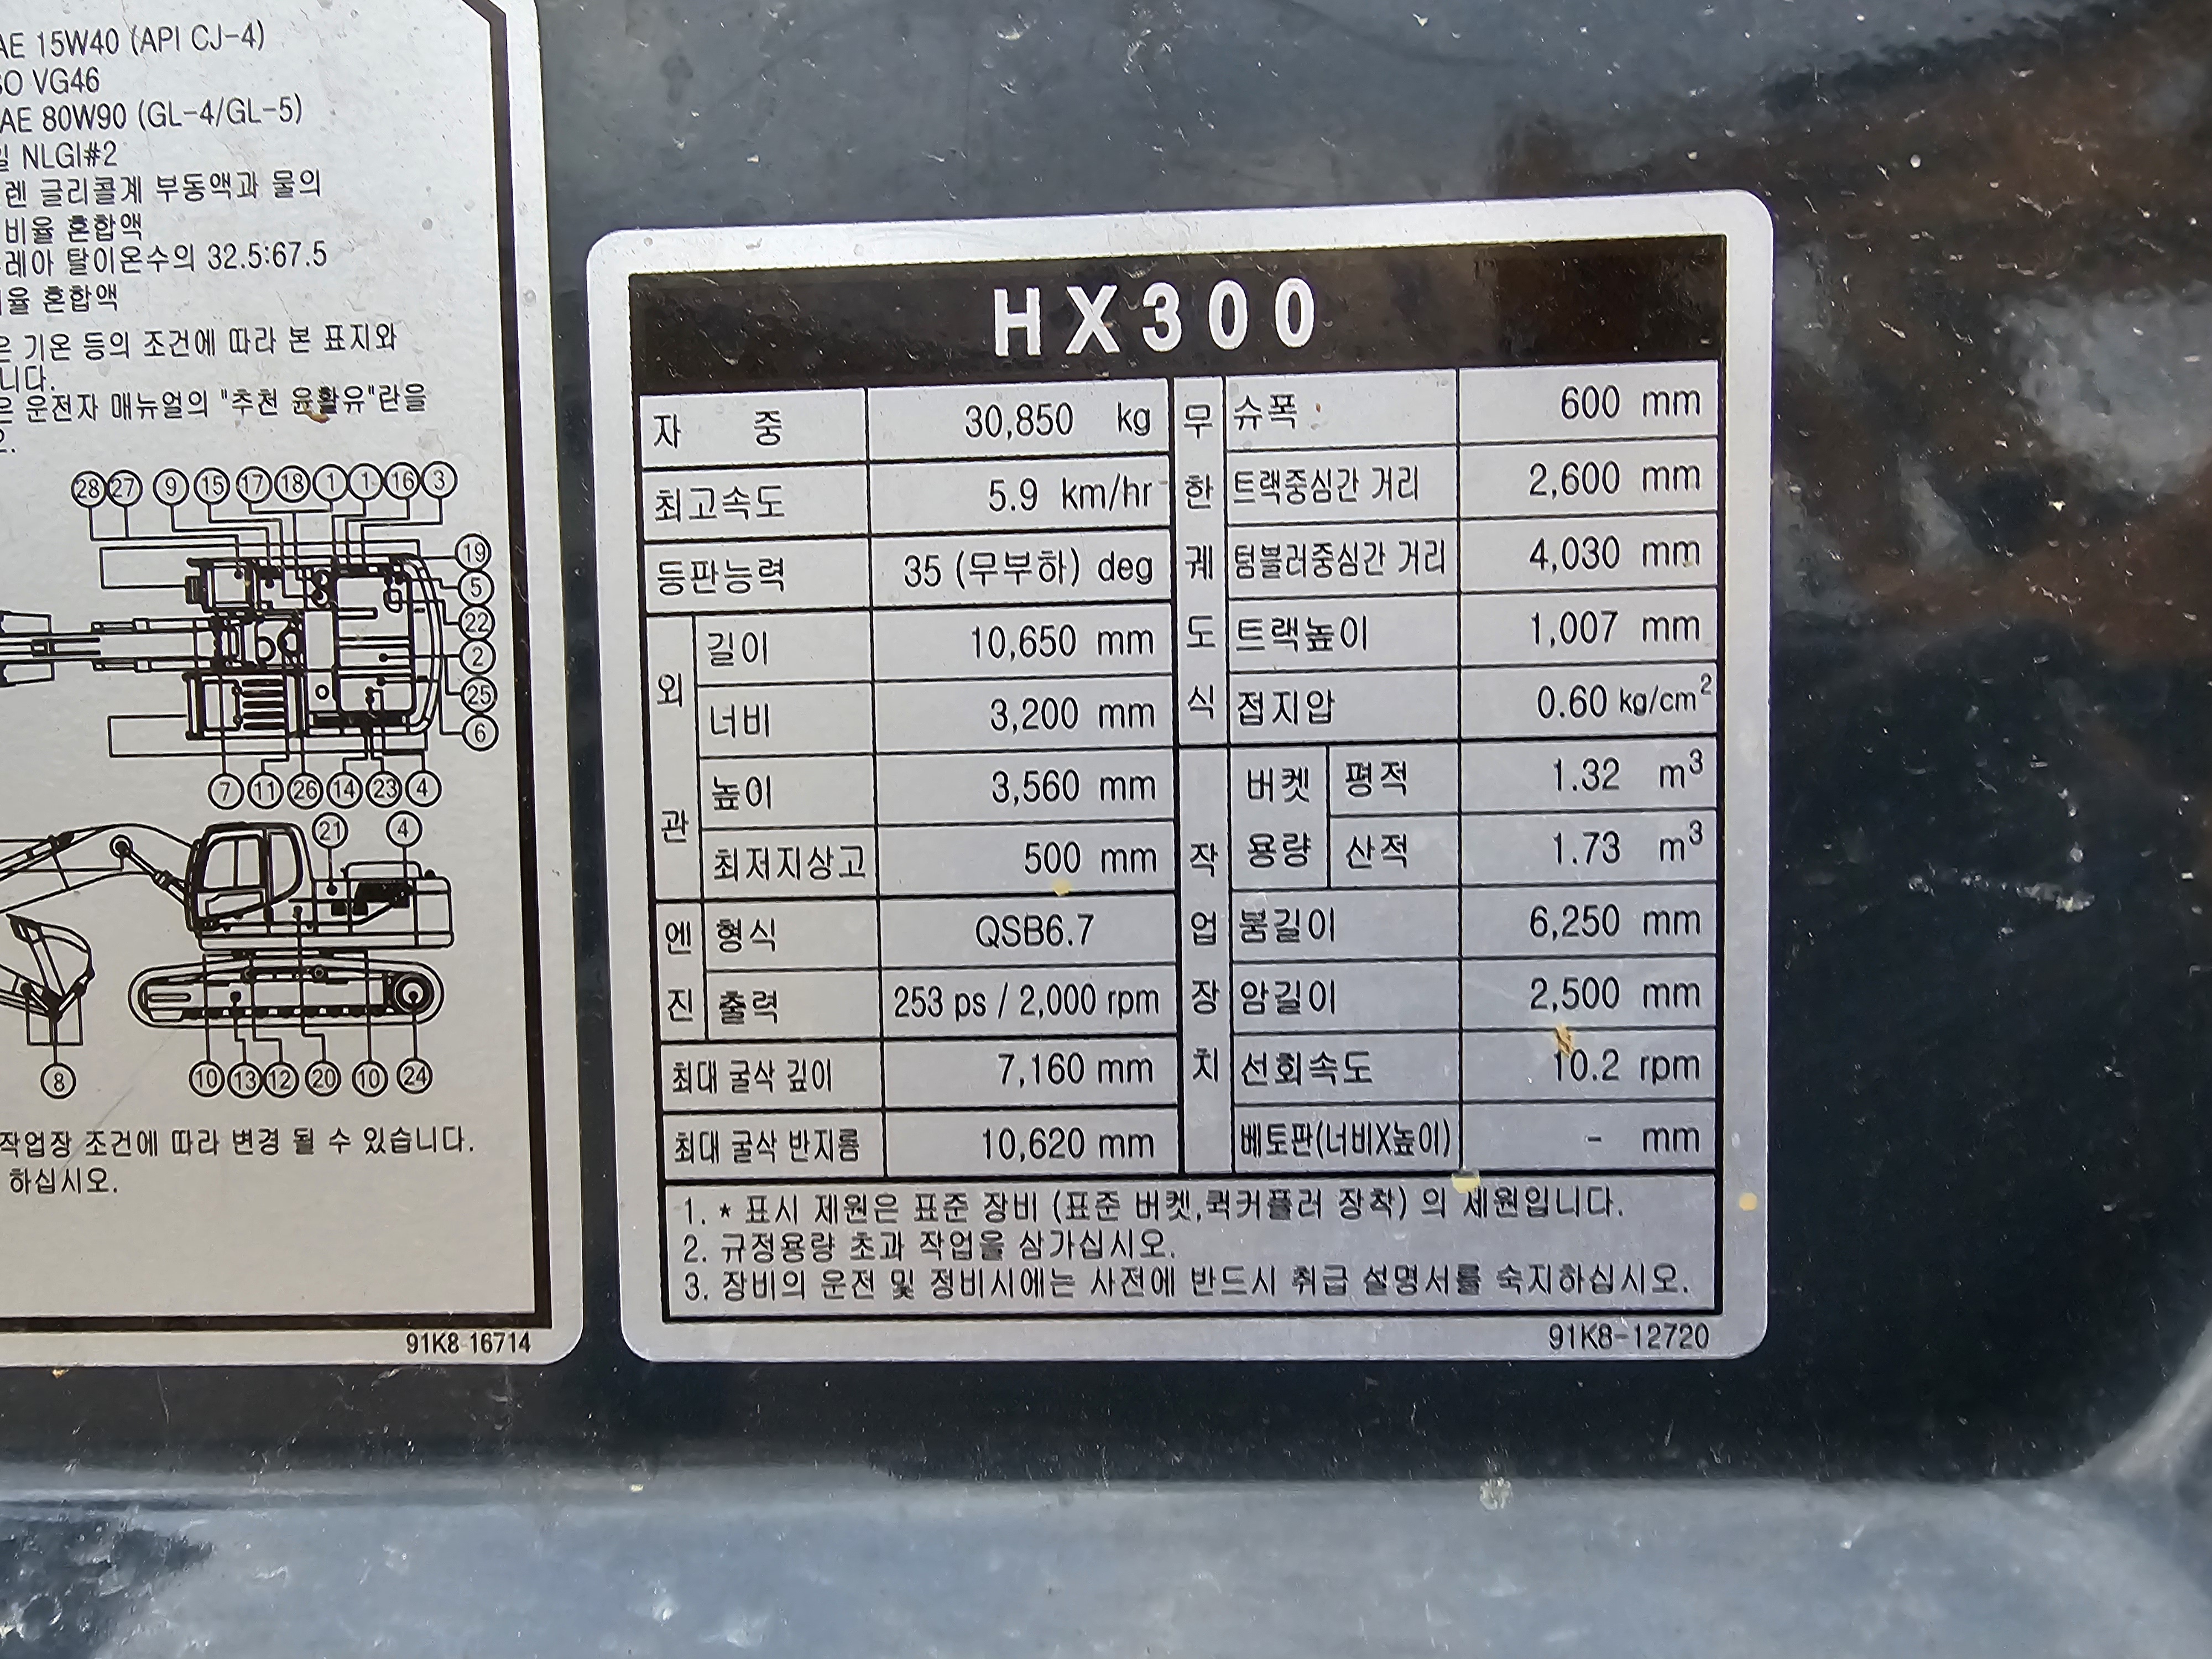 AE 15W40 (API CJ-4)
SO VG46
AE 80W90 (GL-4/GL-5)
일 NLGI#2
렌 글리콜계 부동액과 물의
비율 혼합액
레아 탈이온수의 32.5:67.5
율 혼합액
은 기온 등의 조건에 따라 본 표지와
니다.
은 운전자 매뉴얼의 "추천 윤활유"란을
오.
28 27 9 15 17 18 1 1 16 3
19
5
22
2
25
6
7 11 26 14 23 4
21 4
8 10 13 12 20 10 24
작업장 조건에 따라 변경 될 수 있습니다.
하십시오.
91K8-16714
HX300
자 중 30,850 kg
최고속도 5.9 km/hr
등판능력 35 (무부하) deg
외관
길이 10,650 mm
너비 3,200 mm
높이 3,560 mm
최저지상고 500 mm
엔진
형식 QSB6.7
출력 253 ps / 2,000 rpm
최대 굴삭 깊이 7,160 mm
최대 굴삭 반지름 10,620 mm
무한궤도식
슈폭 600 mm
트랙중심간 거리 2,600 mm
텀블러중심간 거리 4,030 mm
트랙높이 1,007 mm
접지압 0.60 kg/cm²
작업장치
버켓 용량
평적 1.32 m³
산적 1.73 m³
붐길이 6,250 mm
암길이 2,500 mm
선회속도 10.2 rpm
베토판(너비X높이) - mm
1. * 표시 제원은 표준 장비 (표준 버켓,퀵커플러 장착) 의 제원입니다.
2. 규정용량 초과 작업을 삼가십시오.
3. 장비의 운전 및 정비시에는 사전에 반드시 취급 설명서를 숙지하십시오.
91K8-12720